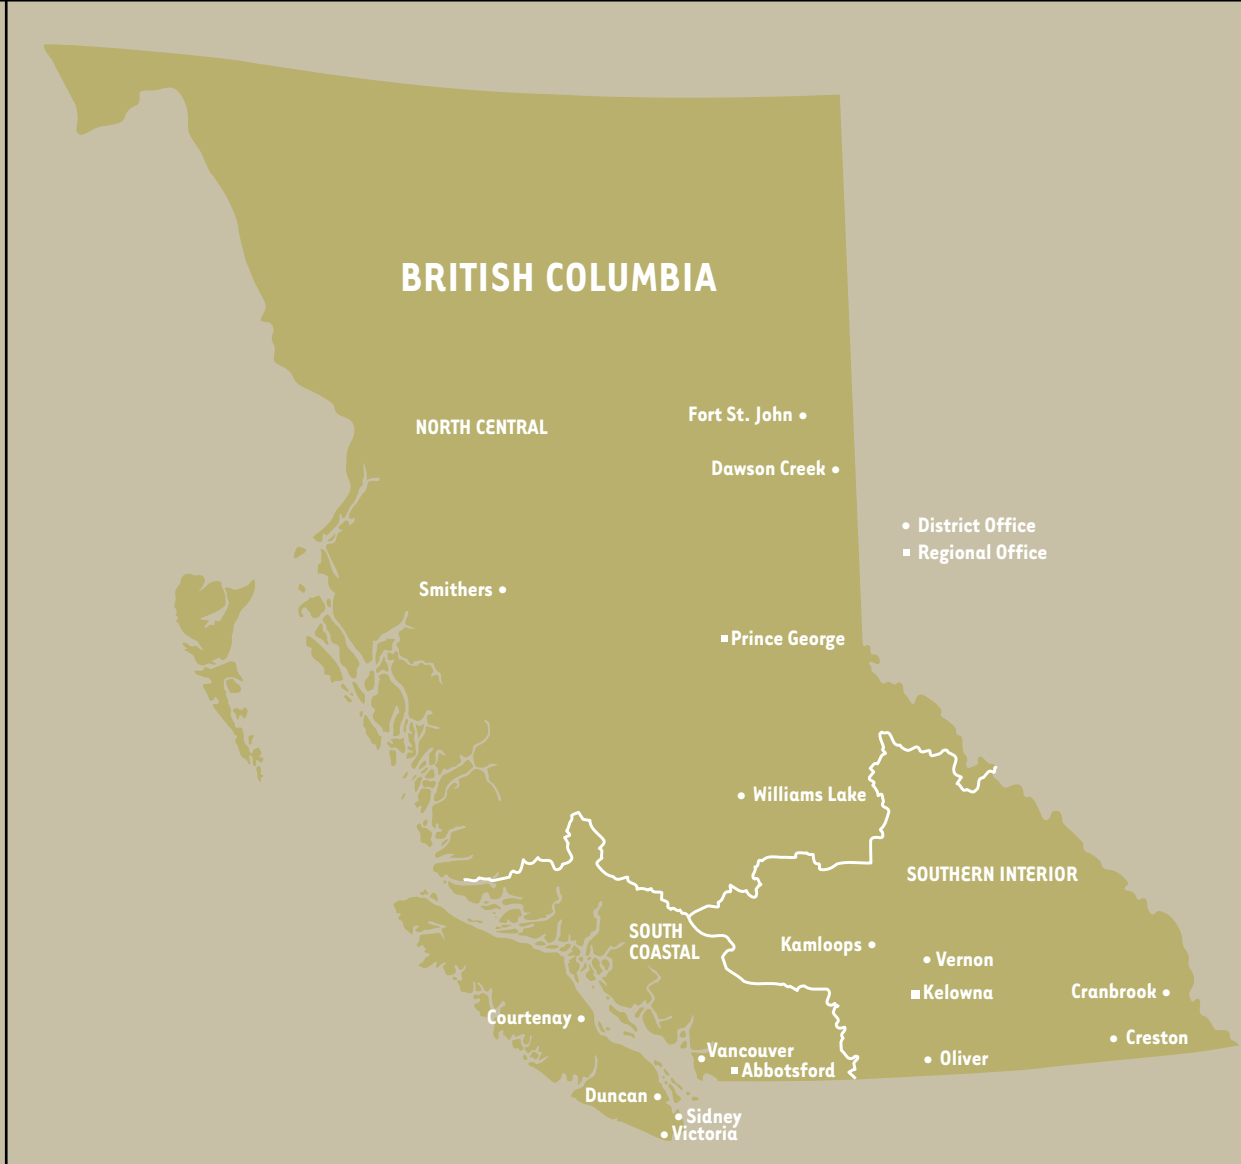 BRITISH COLUMBIA
Fort St. John
NORTH CENTRAL
Dawson Creek
District Office
Regional Office
Smithers
Prince George
Williams Lake
SOUTHERN INTERIOR
SOUTH
COASTAL
Kamloops
Vernon
Kelowna
Cranbrook
Courtenay
Creston
Vancouver
Oliver
Abbotsford
Duncan
Sidney
Victoria